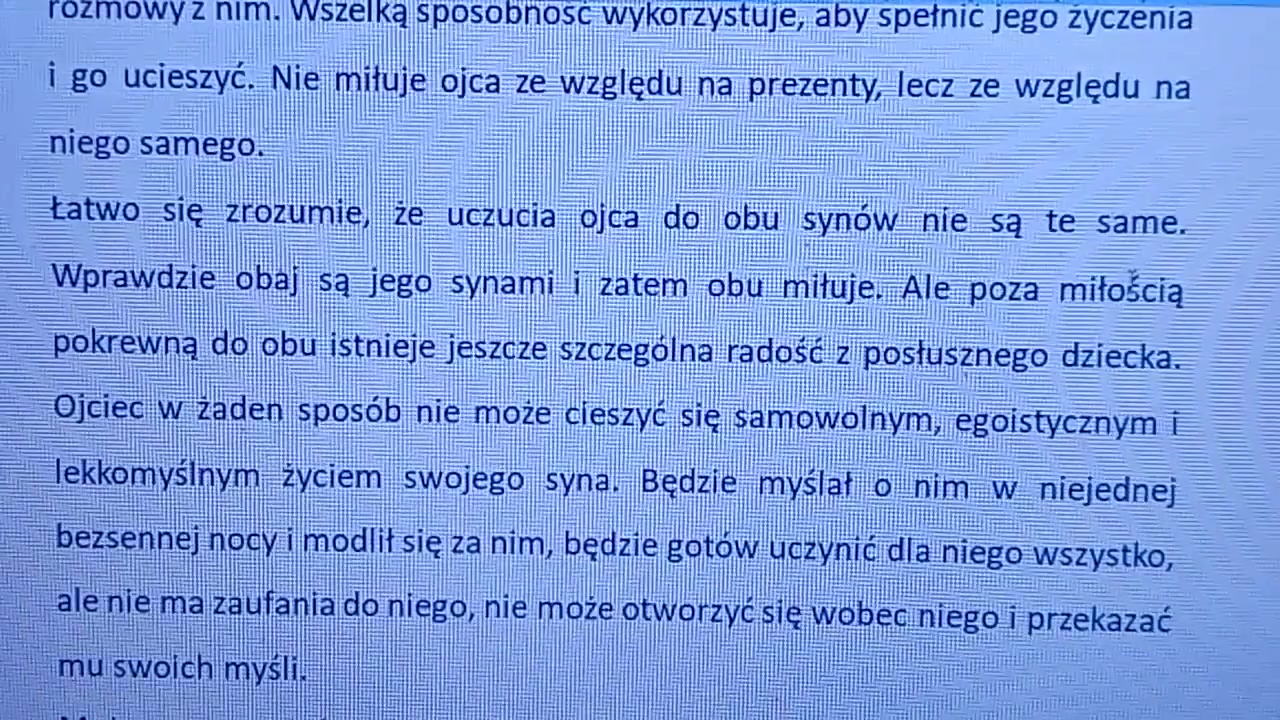 rozmowy z nim. Wszelką sposobność wykorzystuje, aby spełnić jego życzenia
i go ucieszyć. Nie miłuje ojca ze względu na prezenty, lecz ze względu na
niego samego.
Łatwo się zrozumie, że uczucia ojca do obu synów nie są te same.
Wprawdzie obaj są jego synami i zatem obu miłuje. Ale poza miłością
pokrewną do obu istnieje jeszcze szczególna radość z posłusznego dziecka.
Ojciec w żaden sposób nie może cieszyć się samowolnym, egoistycznym i
lekkomyślnym życiem swojego syna. Będzie myślał o nim w niejednej
bezsennej nocy i modlił się za nim, będzie gotów uczynić dla niego wszystko,
ale nie ma zaufania do niego, nie może otworzyć się wobec niego i przekazać
mu swoich myśli.